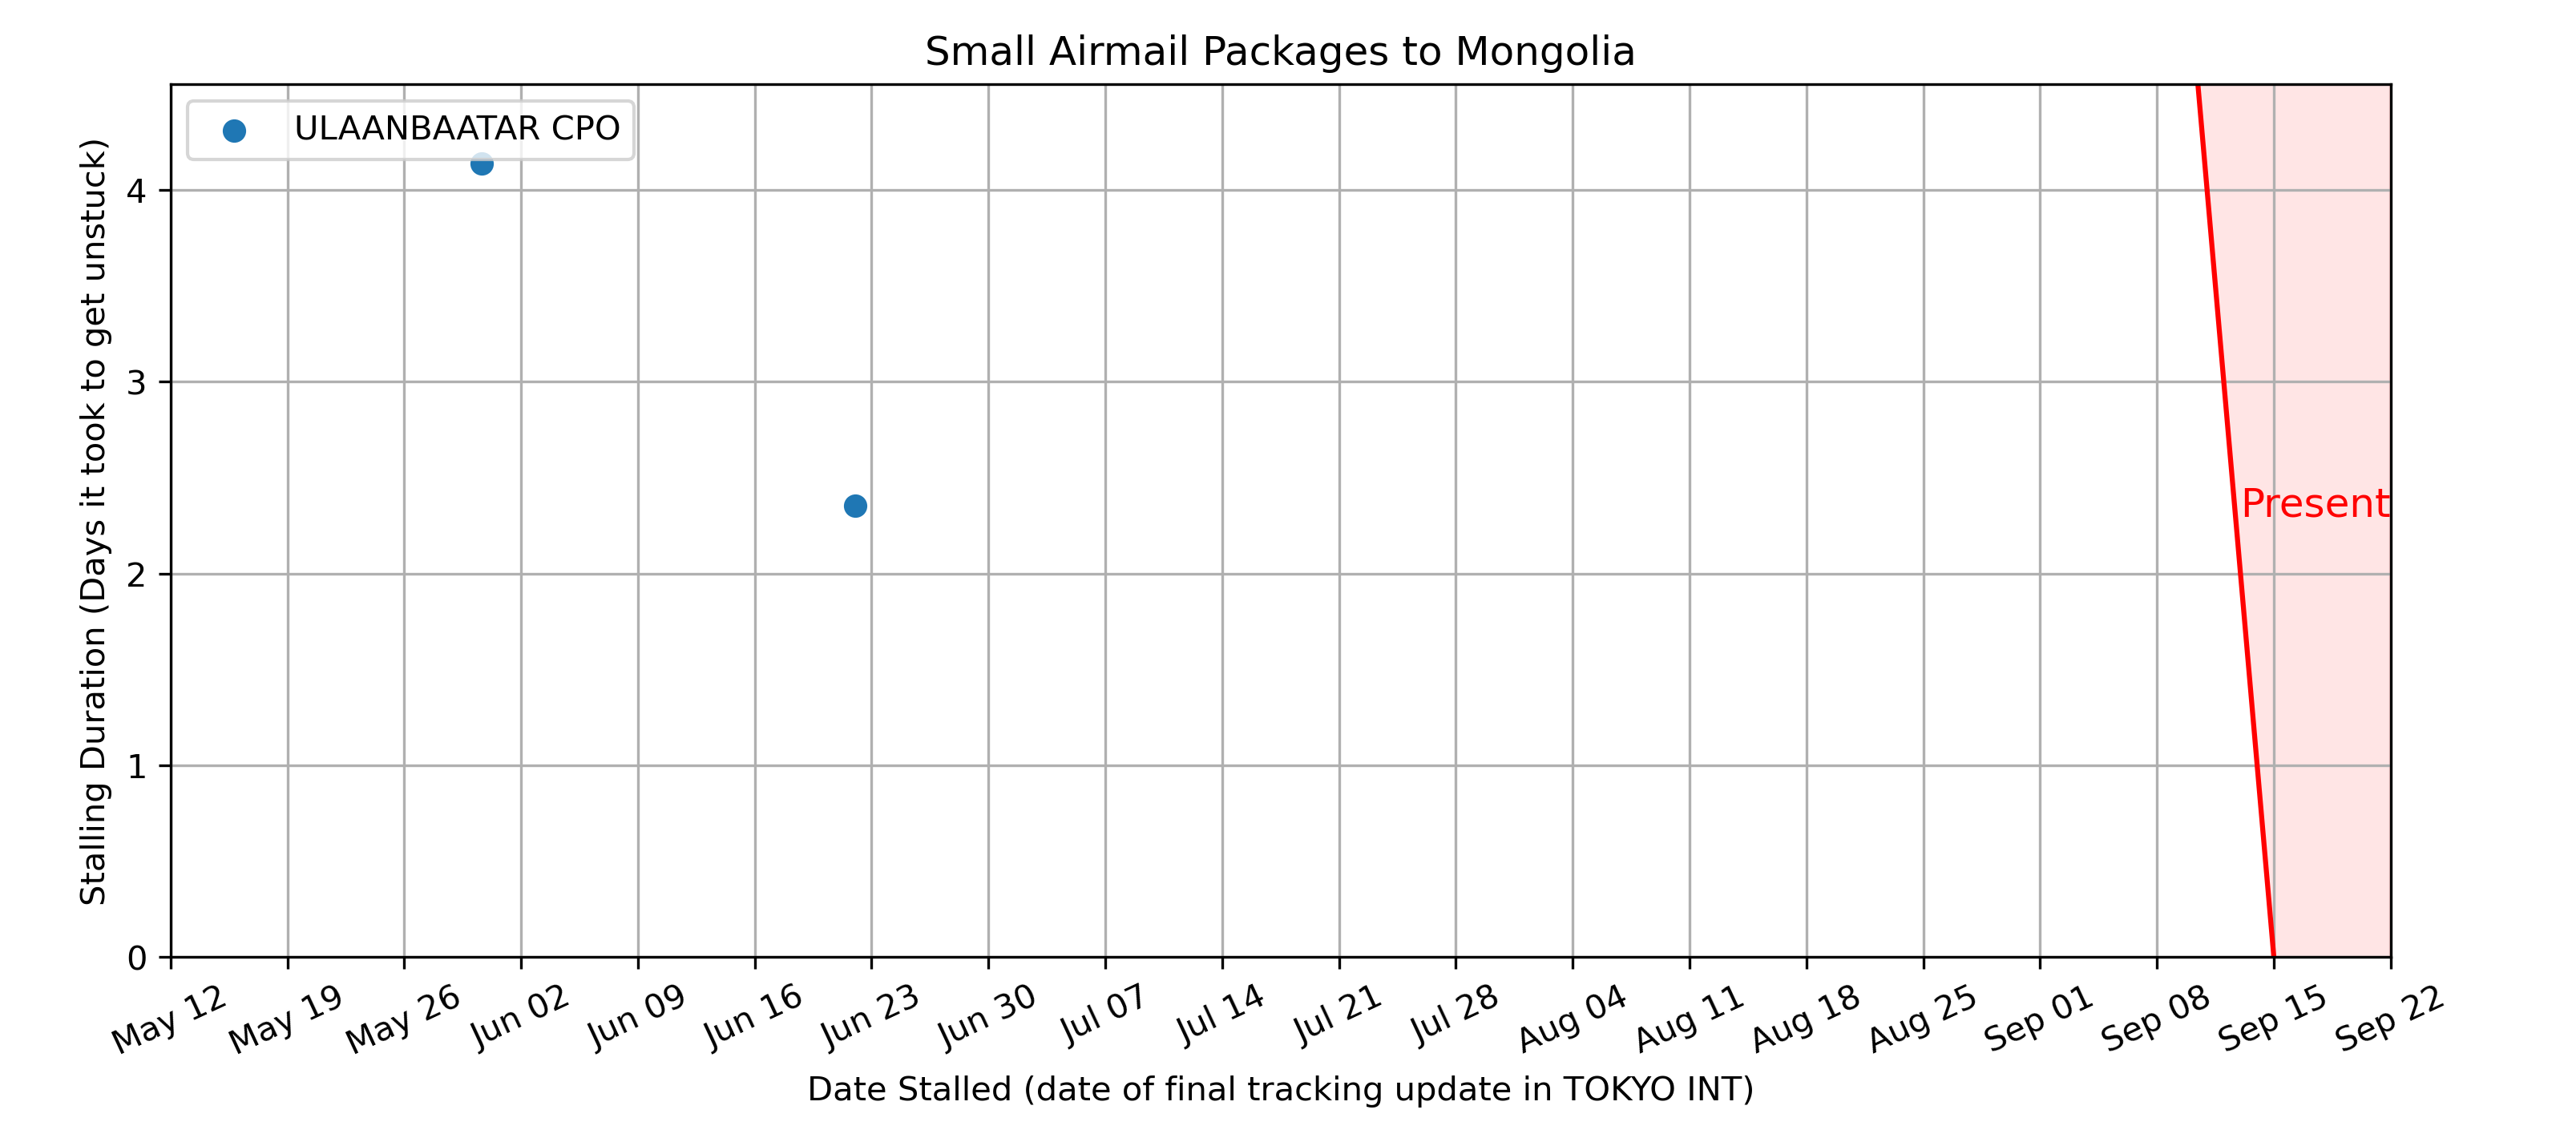 Small Airmail Packages to Mongolia
ULAANBAATAR CPO
Stalling Duration (Days it took to get unstuck)
4
3
2
1
0
Present
May 12
May 19
May 26
Jun 02
Jun 09
Jun 16
Jun 23
Jun 30
Jul 07
Jul 14
Jul 21
Jul 28
Aug 04
Aug 11
Aug 18
Aug 25
Sep 01
Sep 08
Sep 15
Sep 22
Date Stalled (date of final tracking update in TOKYO INT)